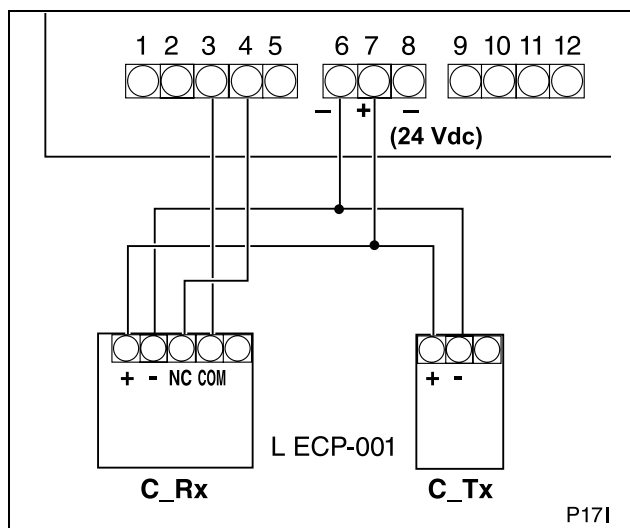 1 2 3 4 5 6 7 8 9 10 11 12
– + –
(24 Vdc)
+ - NC COM + -
L ECP-001
C_Rx C_Tx
P17I